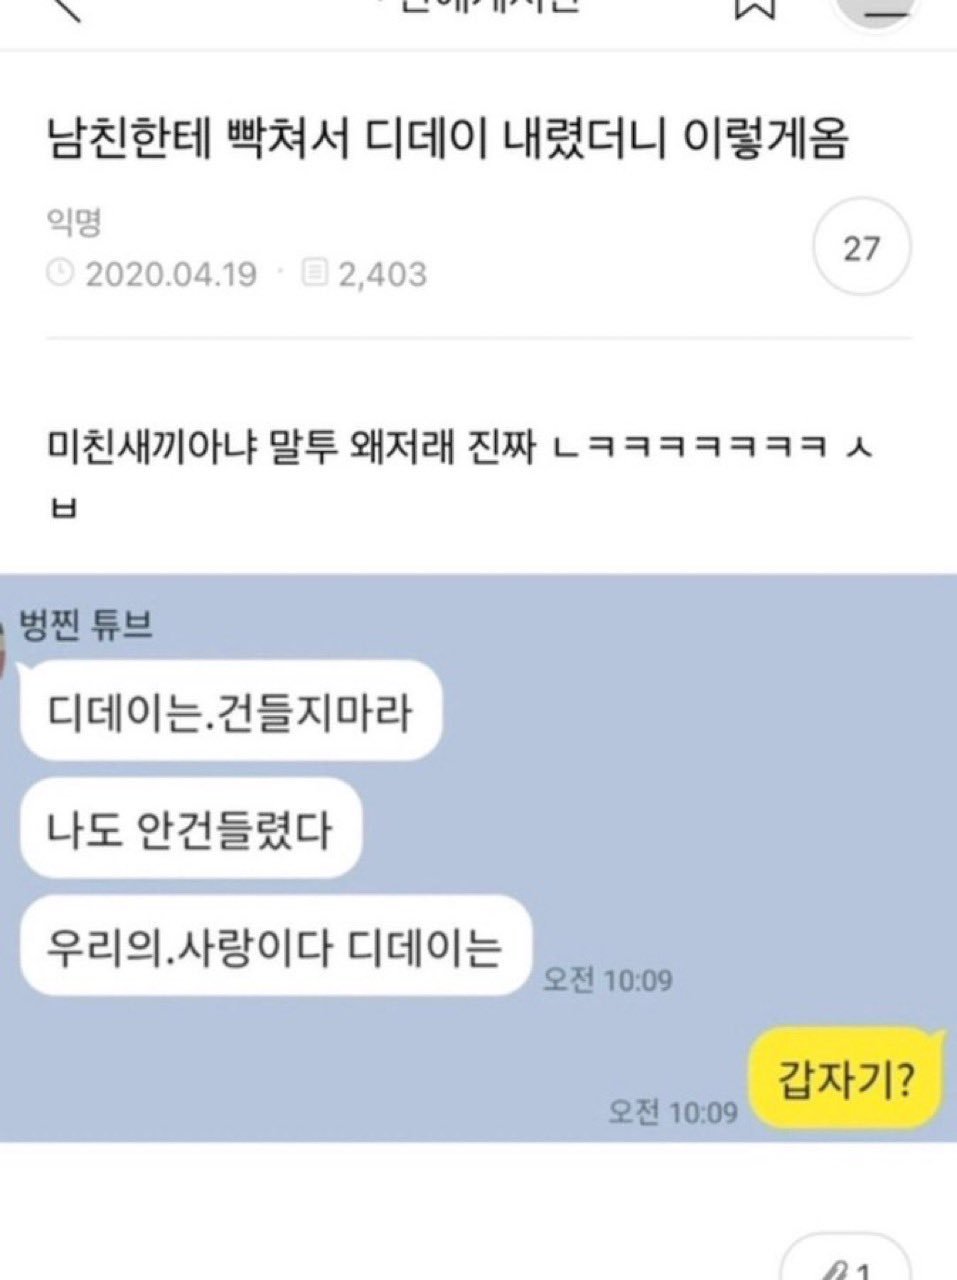 남친한테 빡쳐서 디데이 내렸더니 이렇게옴
익명
2020.04.19 · 2,403
27
미친새끼아냐 말투 왜저래 진짜 ㄴㅋㅋㅋㅋㅋㅋㅋ ㅅ
ㅂ
벙찐 튜브
디데이는.건들지마라
나도 안건들렸다
우리의.사랑이다 디데이는
오전 10:09
갑자기?
오전 10:09
1